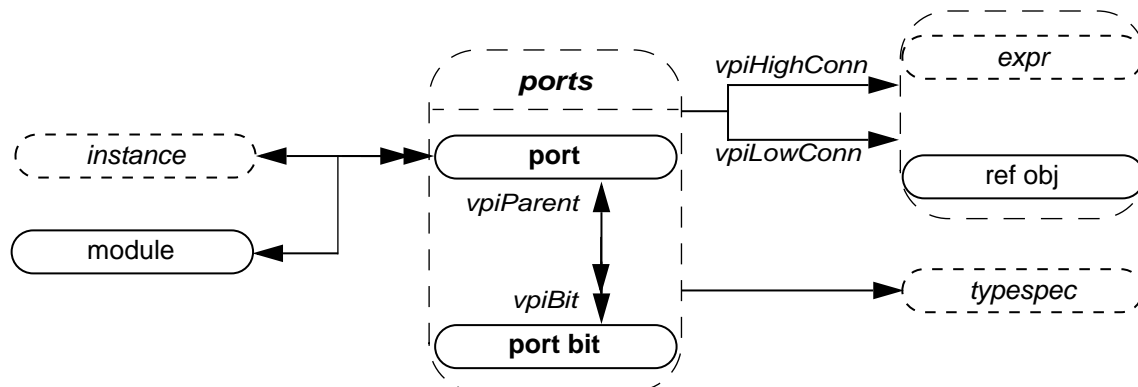 instance
module
ports
port
vpiParent
vpiBit
port bit
vpiHighConn
vpiLowConn
expr
ref obj
typespec